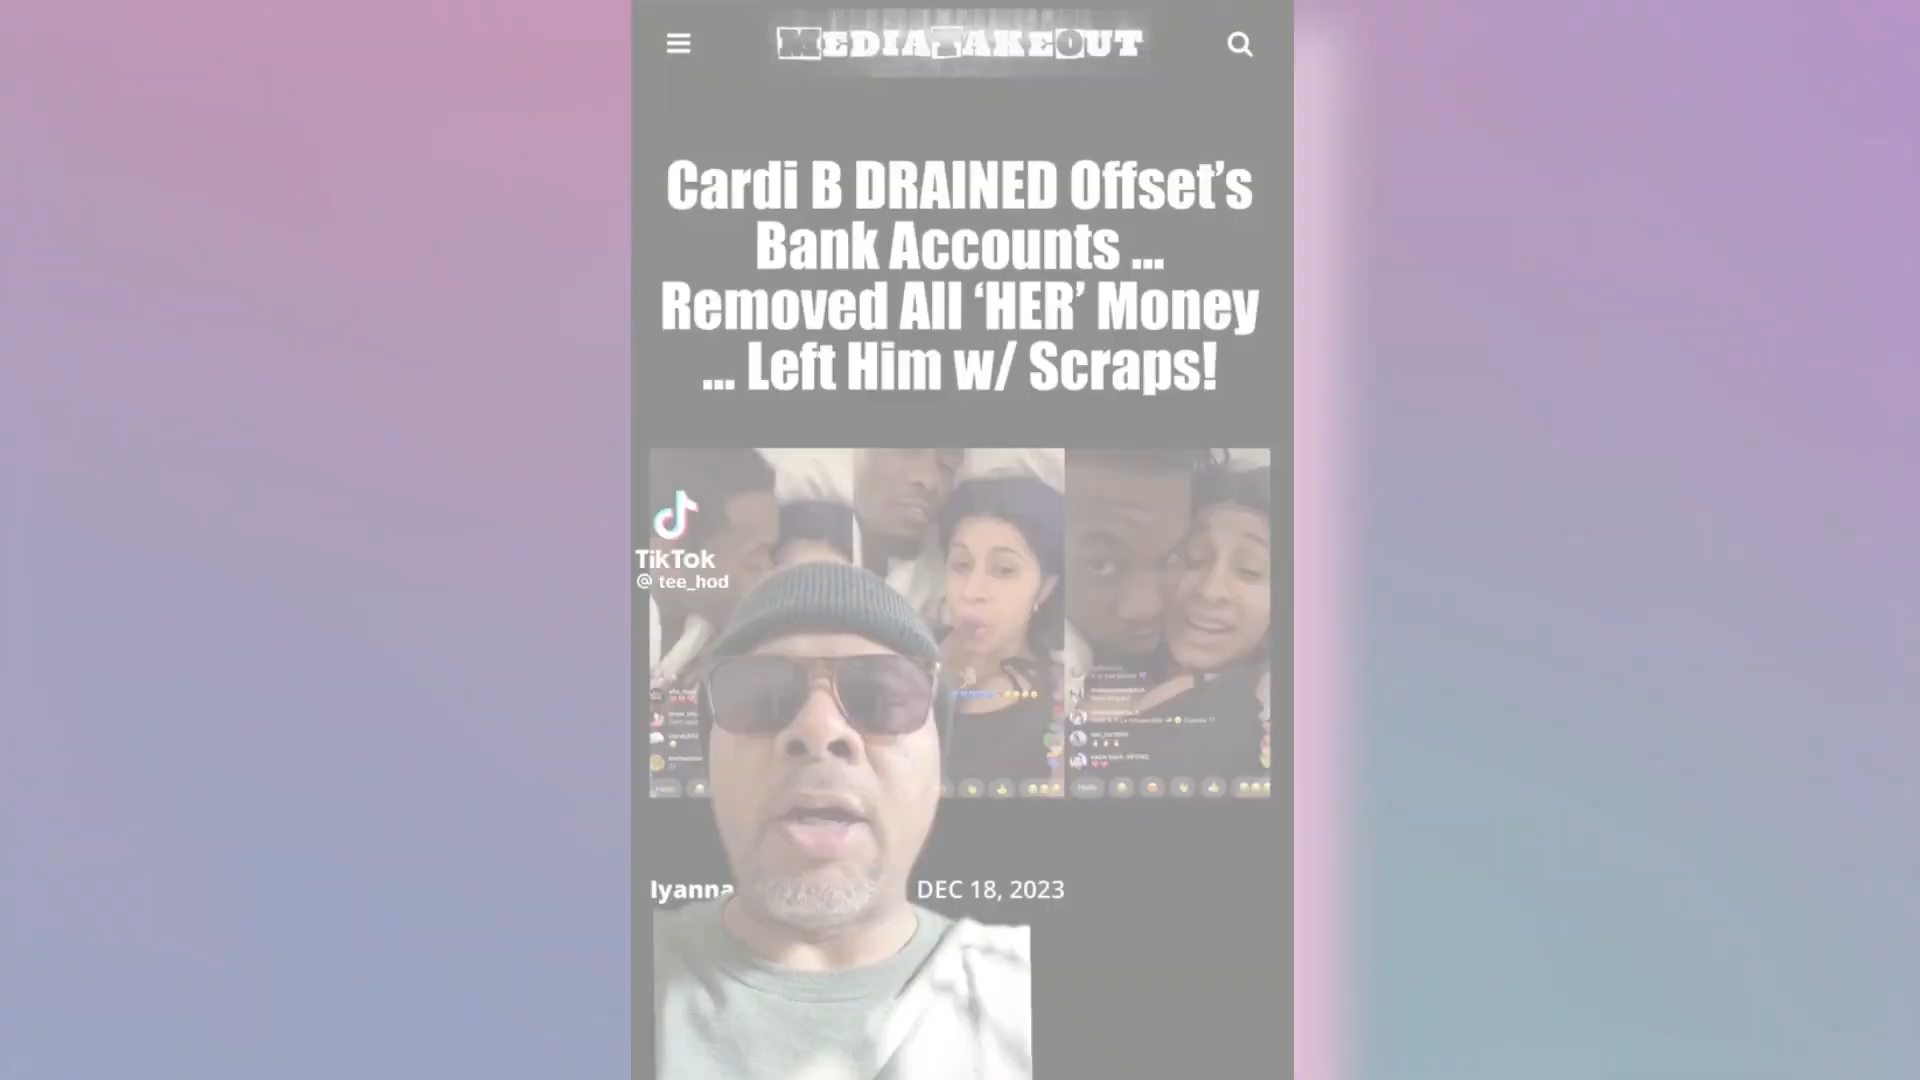 MEDIATAKEOUT
Cardi B DRAINED Offset’s
Bank Accounts ...
Removed All ‘HER’ Money
... Left Him w/ Scraps!
TikTok
@ tee_hod
Iyanna
DEC 18, 2023
Hello